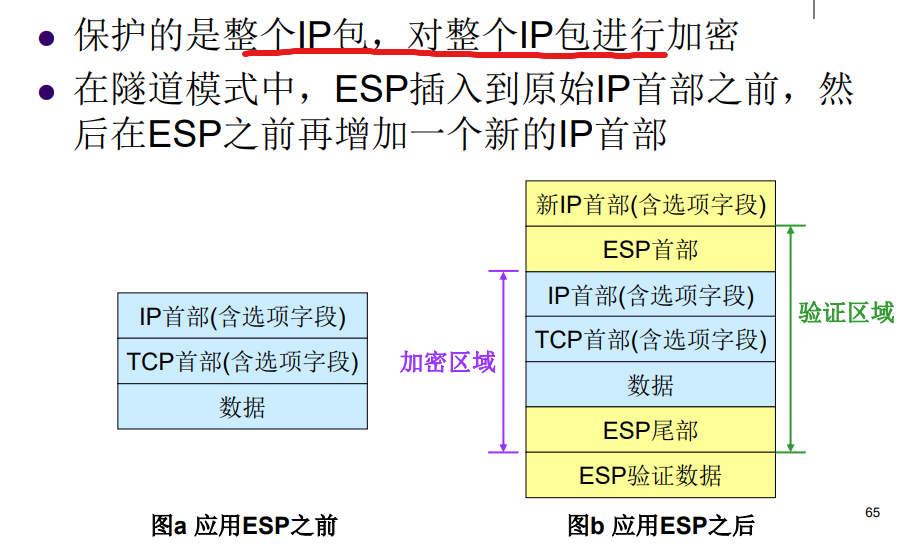 保护的是整个IP包，对整个IP包进行加密
在隧道模式中，ESP插入到原始IP首部之前，然
后在ESP之前再增加一个新的IP首部
新IP首部(含选项字段)
ESP首部
IP首部(含选项字段)
TCP首部(含选项字段)
数据
ESP尾部
ESP验证数据
加密区域
验证区域
IP首部(含选项字段)
TCP首部(含选项字段)
数据
图a 应用ESP之前
图b 应用ESP之后
65